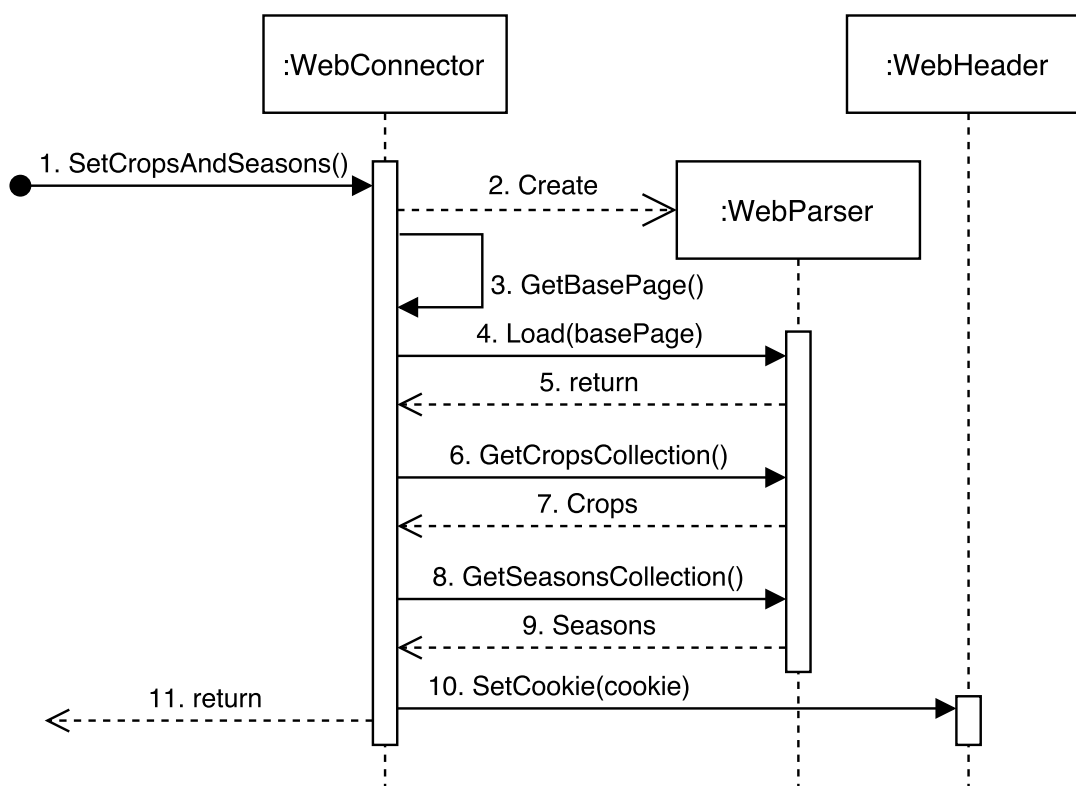 :WebConnector
:WebHeader
1. SetCropsAndSeasons()
2. Create
:WebParser
3. GetBasePage()
4. Load(basePage)
5. return
6. GetCropsCollection()
7. Crops
8. GetSeasonsCollection()
9. Seasons
10. SetCookie(cookie)
11. return